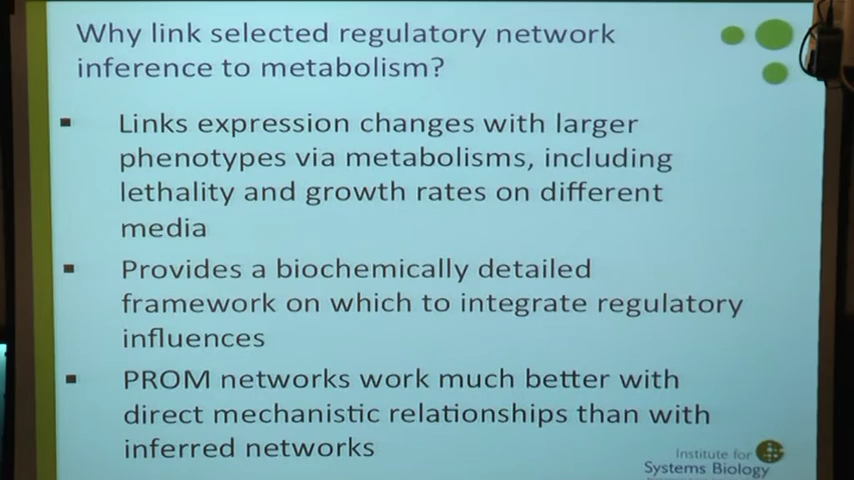 Why link selected regulatory network
inference to metabolism?
Links expression changes with larger
phenotypes via metabolisms, including
lethality and growth rates on different
media
Provides a biochemically detailed
framework on which to integrate regulatory
influences
PROM networks work much better with
direct mechanistic relationships than with
inferred networks
Institute for
Systems Biology